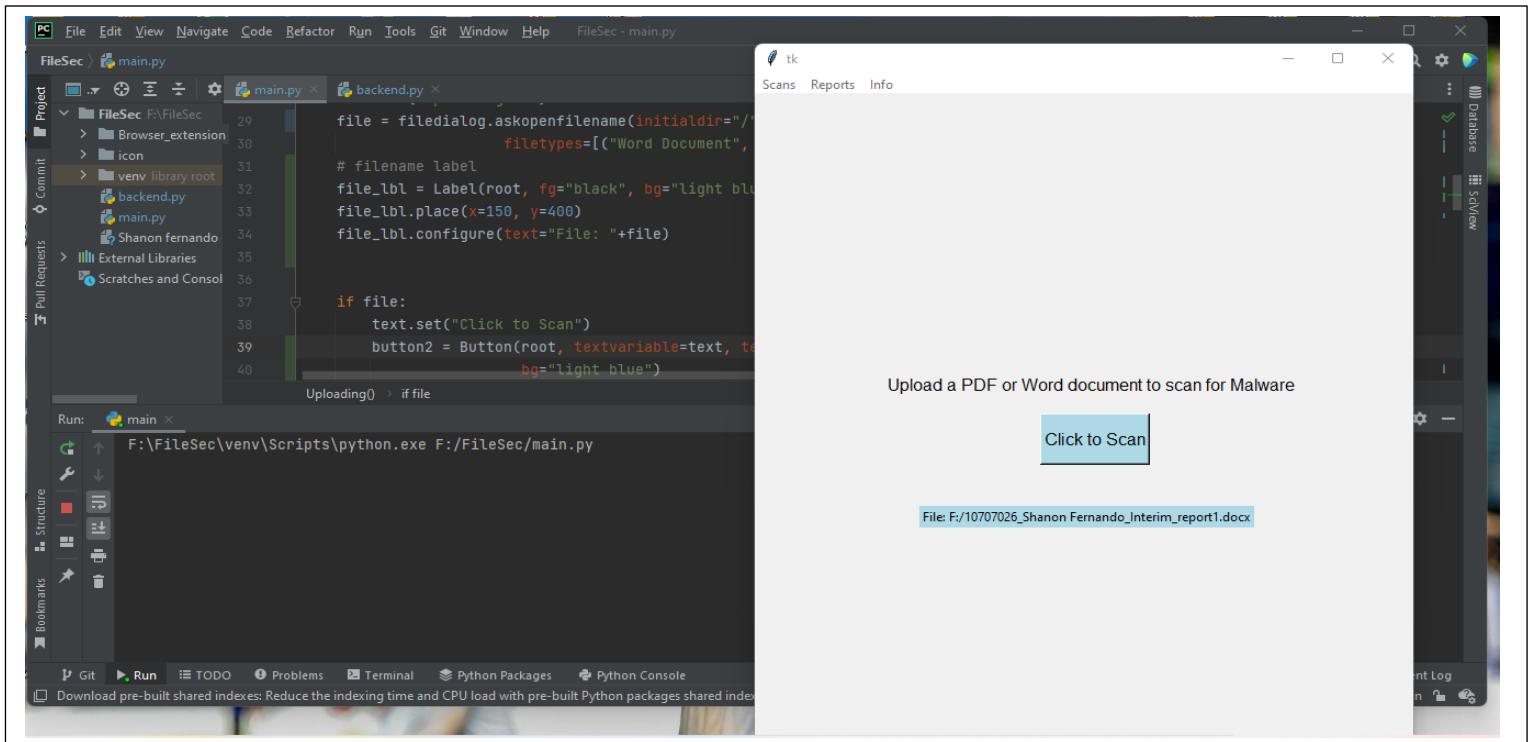 PC File Edit View Navigate Code Refactor Run Tools Git Window Help FileSec - main.py
FileSec main.py
main.py backend.py
Project
Commit
Pull Requests
Structure
Bookmarks
FileSec F:\FileSec
Browser_extension
icon
venv library root
backend.py
main.py
Shanon fernando
External Libraries
Scratches and Consol
29 file = filedialog.askopenfilename(initialdir="/"
30 filetypes=[("Word Document",
31 # filename label
32 file_lbl = Label(root, fg="black", bg="light blu
33 file_lbl.place(x=150, y=400)
34 file_lbl.configure(text="File: "+file)
35
36
37 if file:
38 text.set("Click to Scan")
39 button2 = Button(root, textvariable=text, te
40 bg="light blue")
Uploading() if file
Run: main
F:\FileSec\venv\Scripts\python.exe F:/FileSec/main.py
Git Run TODO Problems Terminal Python Packages Python Console
Download pre-built shared indexes: Reduce the indexing time and CPU load with pre-built Python packages shared index
tk
Scans Reports Info
Upload a PDF or Word document to scan for Malware
Click to Scan
File: F:/10707026_Shanon Fernando_Interim_report1.docx
Database
SciView
nt Log